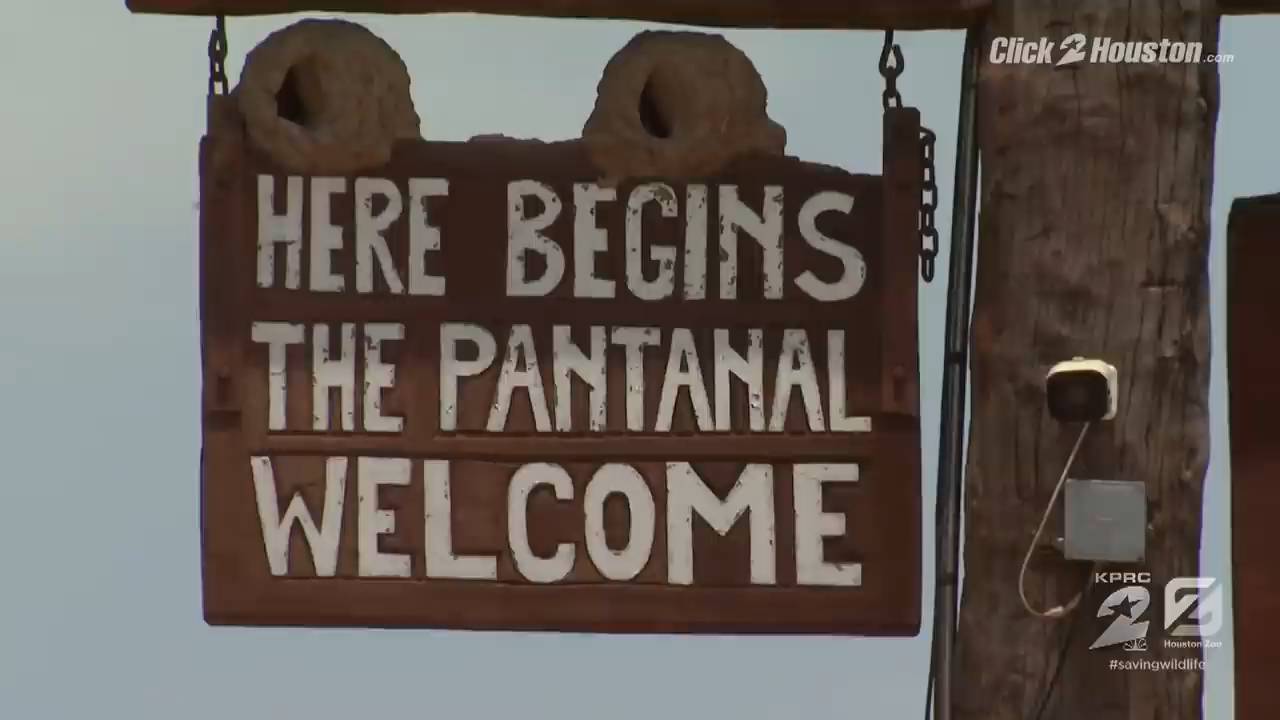 Click2Houston.com
HERE BEGINS
THE PANTANAL
WELCOME
KPRC
2
Houston Zoo
#savingwildlife